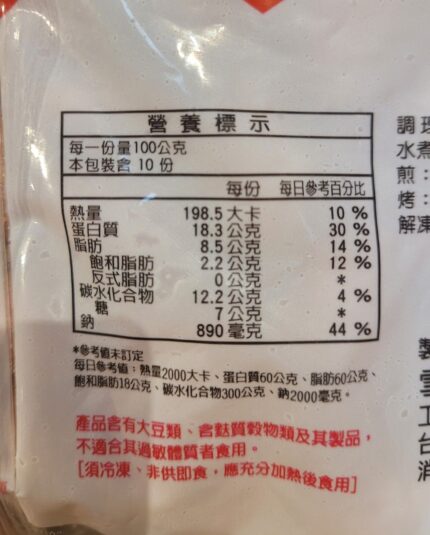 營養標示
每一份量100公克
本包裝含 10 份
每份 每日參考百分比
熱量 198.5 大卡 10 %
蛋白質 18.3 公克 30 %
脂肪 8.5 公克 14 %
飽和脂肪 2.2 公克 12 %
反式脂肪 0 公克 *
碳水化合物 12.2 公克 4 %
糖 7 公克 *
鈉 890 毫克 44 %
*參考值未訂定
每日參考值：熱量2000大卡、蛋白質60公克、脂肪60公克、
飽和脂肪18公克、碳水化合物300公克、鈉2000毫克。
產品含有大豆類、含麩質穀物類及其製品，
不適合其過敏體質者食用。
[須冷凍、非供即食，應充分加熱後食用]
調理
水煮
煎：
烤：
解凍
製
雲
工
台
消